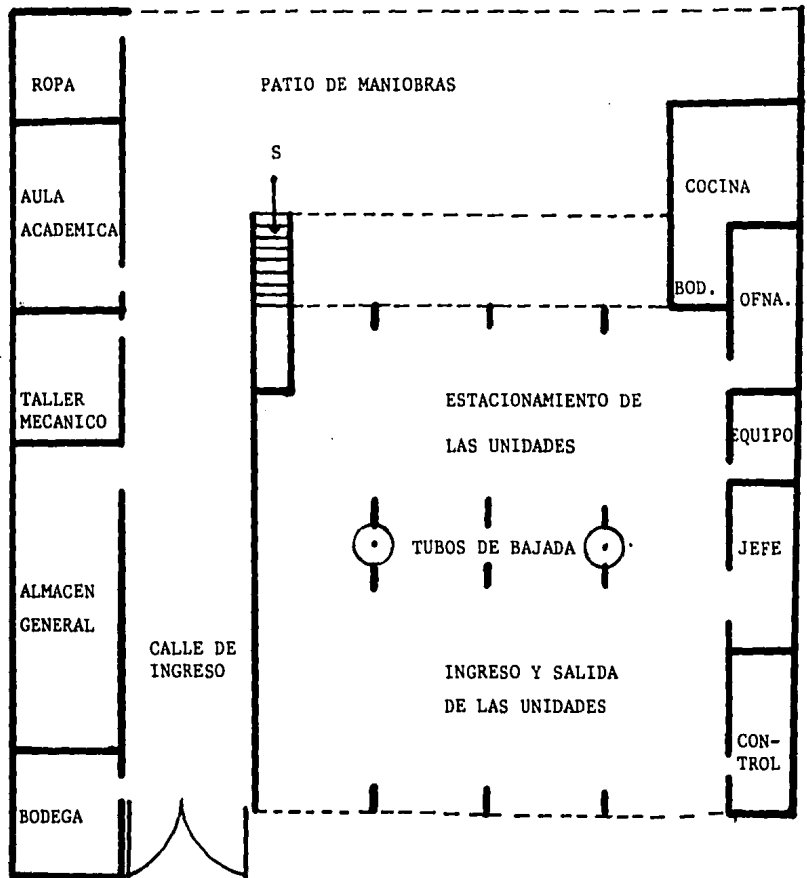 ROPA
PATIO DE MANIOBRAS
S
AULA
ACADEMICA
COCINA
BOD.
OFNA.
TALLER
MECANICO
ESTACIONAMIENTO DE
LAS UNIDADES
EQUIPO
TUBOS DE BAJADA
JEFE
ALMACEN
GENERAL
CALLE DE
INGRESO
INGRESO Y SALIDA
DE LAS UNIDADES
CON-
TROL
BODEGA